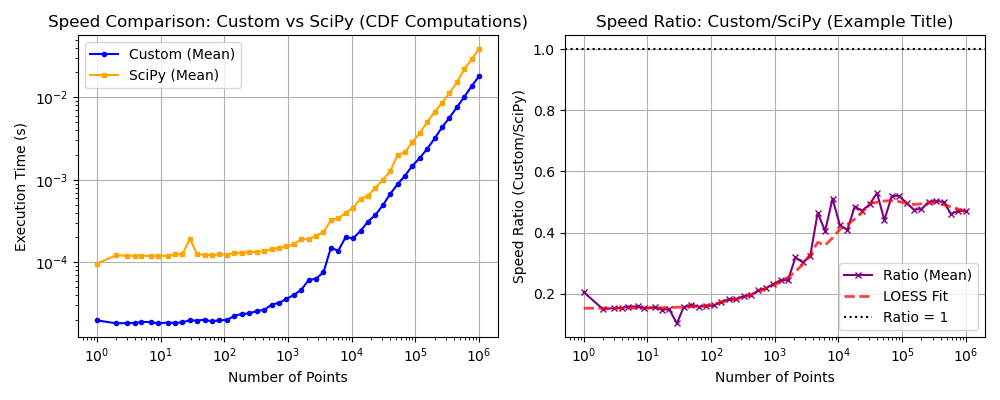 Speed Comparison: Custom vs SciPy (CDF Computations)
Custom (Mean)
SciPy (Mean)
Execution Time (s)
10⁻²
10⁻³
10⁻⁴
10⁰ 10¹ 10² 10³ 10⁴ 10⁵ 10⁶
Number of Points
Speed Ratio: Custom/SciPy (Example Title)
Speed Ratio (Custom/SciPy)
1.0
0.8
0.6
0.4
0.2
Ratio (Mean)
LOESS Fit
Ratio = 1
10⁰ 10¹ 10² 10³ 10⁴ 10⁵ 10⁶
Number of Points